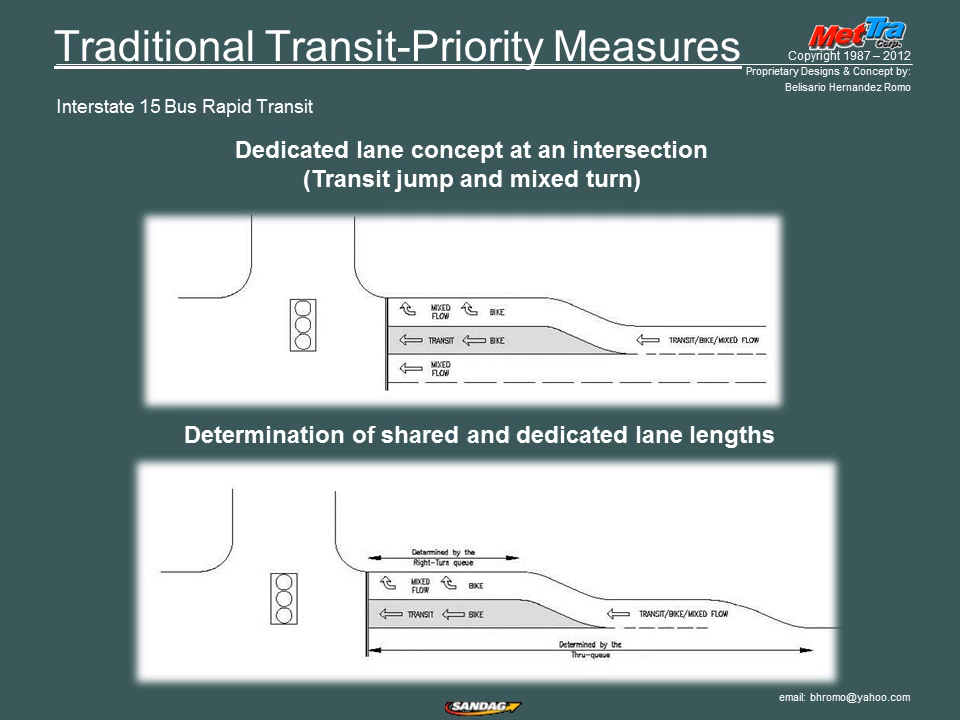 Traditional Transit-Priority Measures
MetTra
Corp.
Copyright 1987 – 2012
Proprietary Designs & Concept by:
Belisario Hernandez Romo
Interstate 15 Bus Rapid Transit
Dedicated lane concept at an intersection
(Transit jump and mixed turn)
MIXED
FLOW
BIKE
TRANSIT
BIKE
TRANSIT/BIKE/MIXED FLOW
MIXED
FLOW
Determination of shared and dedicated lane lengths
Determined by the
Right-Turn queue
MIXED
FLOW
BIKE
TRANSIT
BIKE
TRANSIT/BIKE/MIXED FLOW
Determined by the
Thru-queue
SANDAG
email: bhromo@yahoo.com